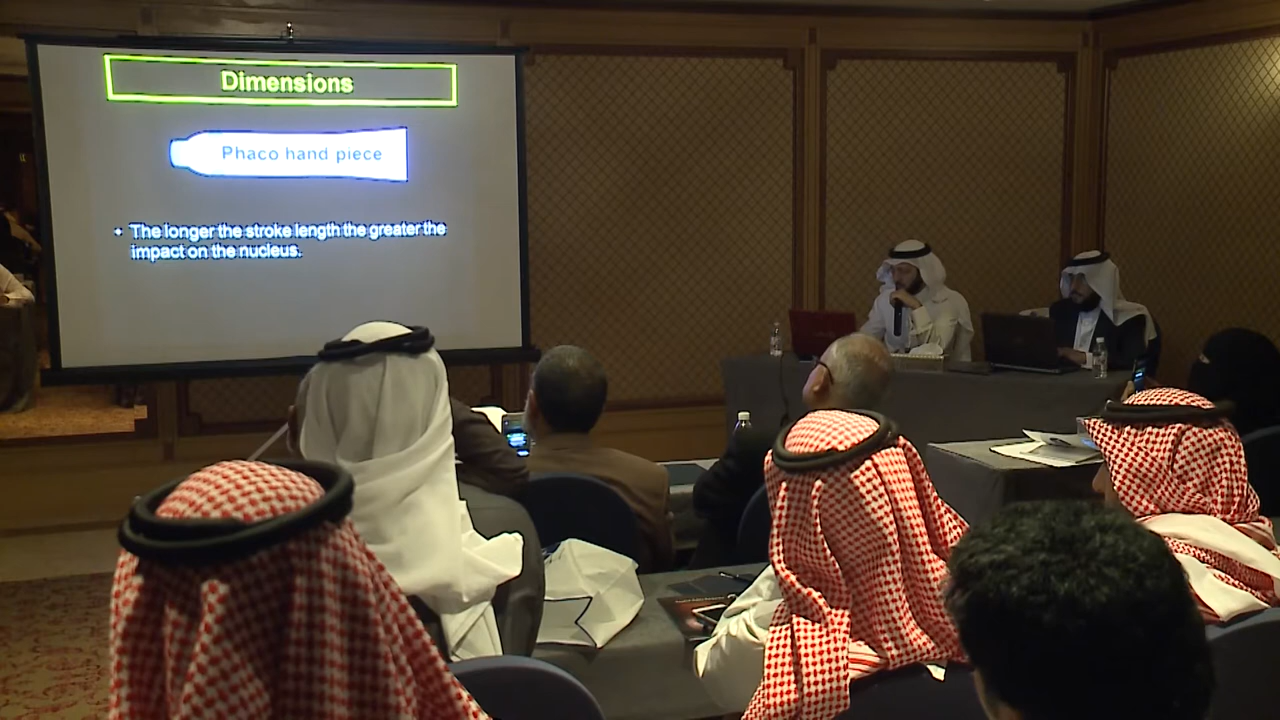 Dimensions
Phaco hand piece
• The longer the stroke length the greater the
impact on the nucleus.